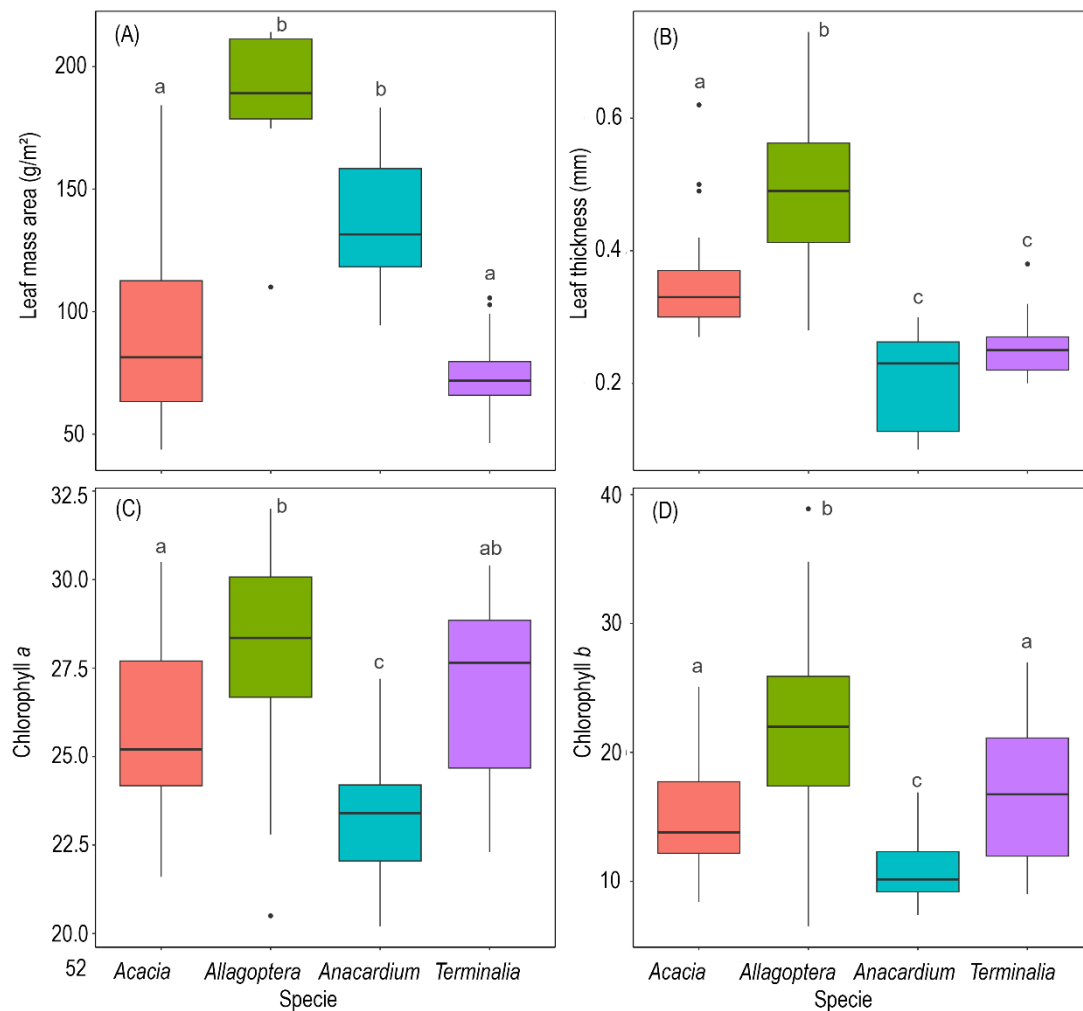 (A)
b
a
b
a
200
150
100
50
Leaf mass area (g/m²)
(B)
b
a
c
c
0.6
0.4
0.2
Leaf thickness (mm)
(C)
b
a
ab
c
32.5
30.0
27.5
25.0
22.5
20.0
Chlorophyll a
52
Acacia Allagoptera Anacardium Terminalia
Specie
(D)
b
a
a
c
40
30
20
10
Chlorophyll b
Acacia Allagoptera Anacardium Terminalia
Specie